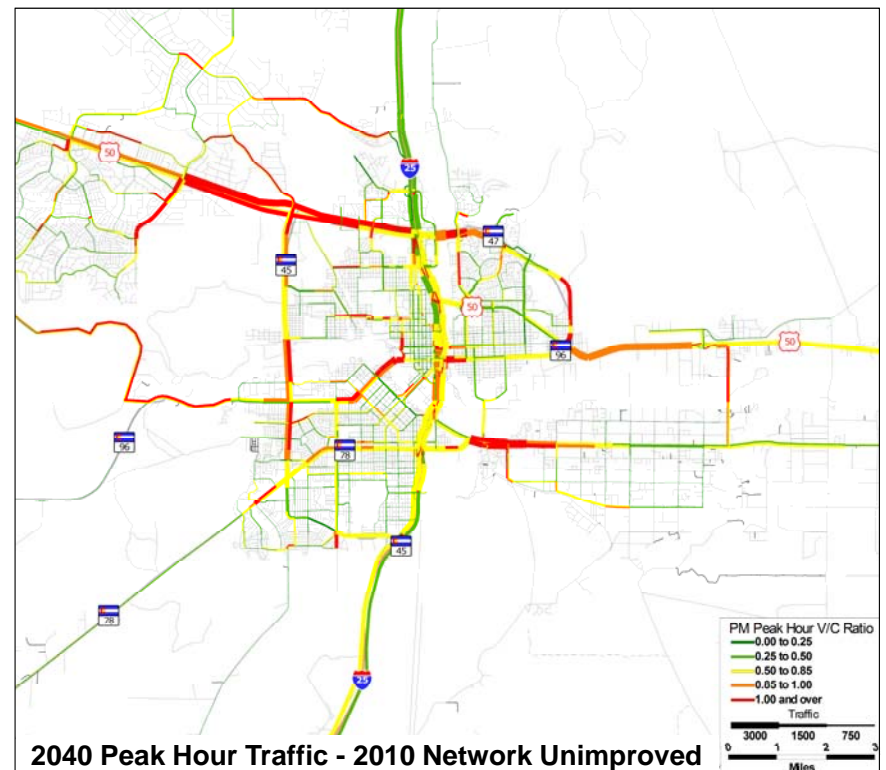 50
25
47
45
50
50
96
96
78
45
78
25
PM Peak Hour V/C Ratio
0.00 to 0.25
0.25 to 0.50
0.50 to 0.85
0.85 to 1.00
1.00 and over
Traffic
3000 1500 750
0 1 2 3
Miles
2040 Peak Hour Traffic - 2010 Network Unimproved